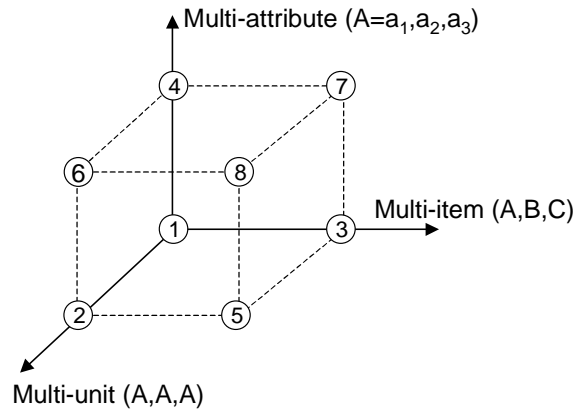 Multi-attribute (A=a₁,a₂,a₃)
4
7
6
8
Multi-item (A,B,C)
1
3
2
5
Multi-unit (A,A,A)